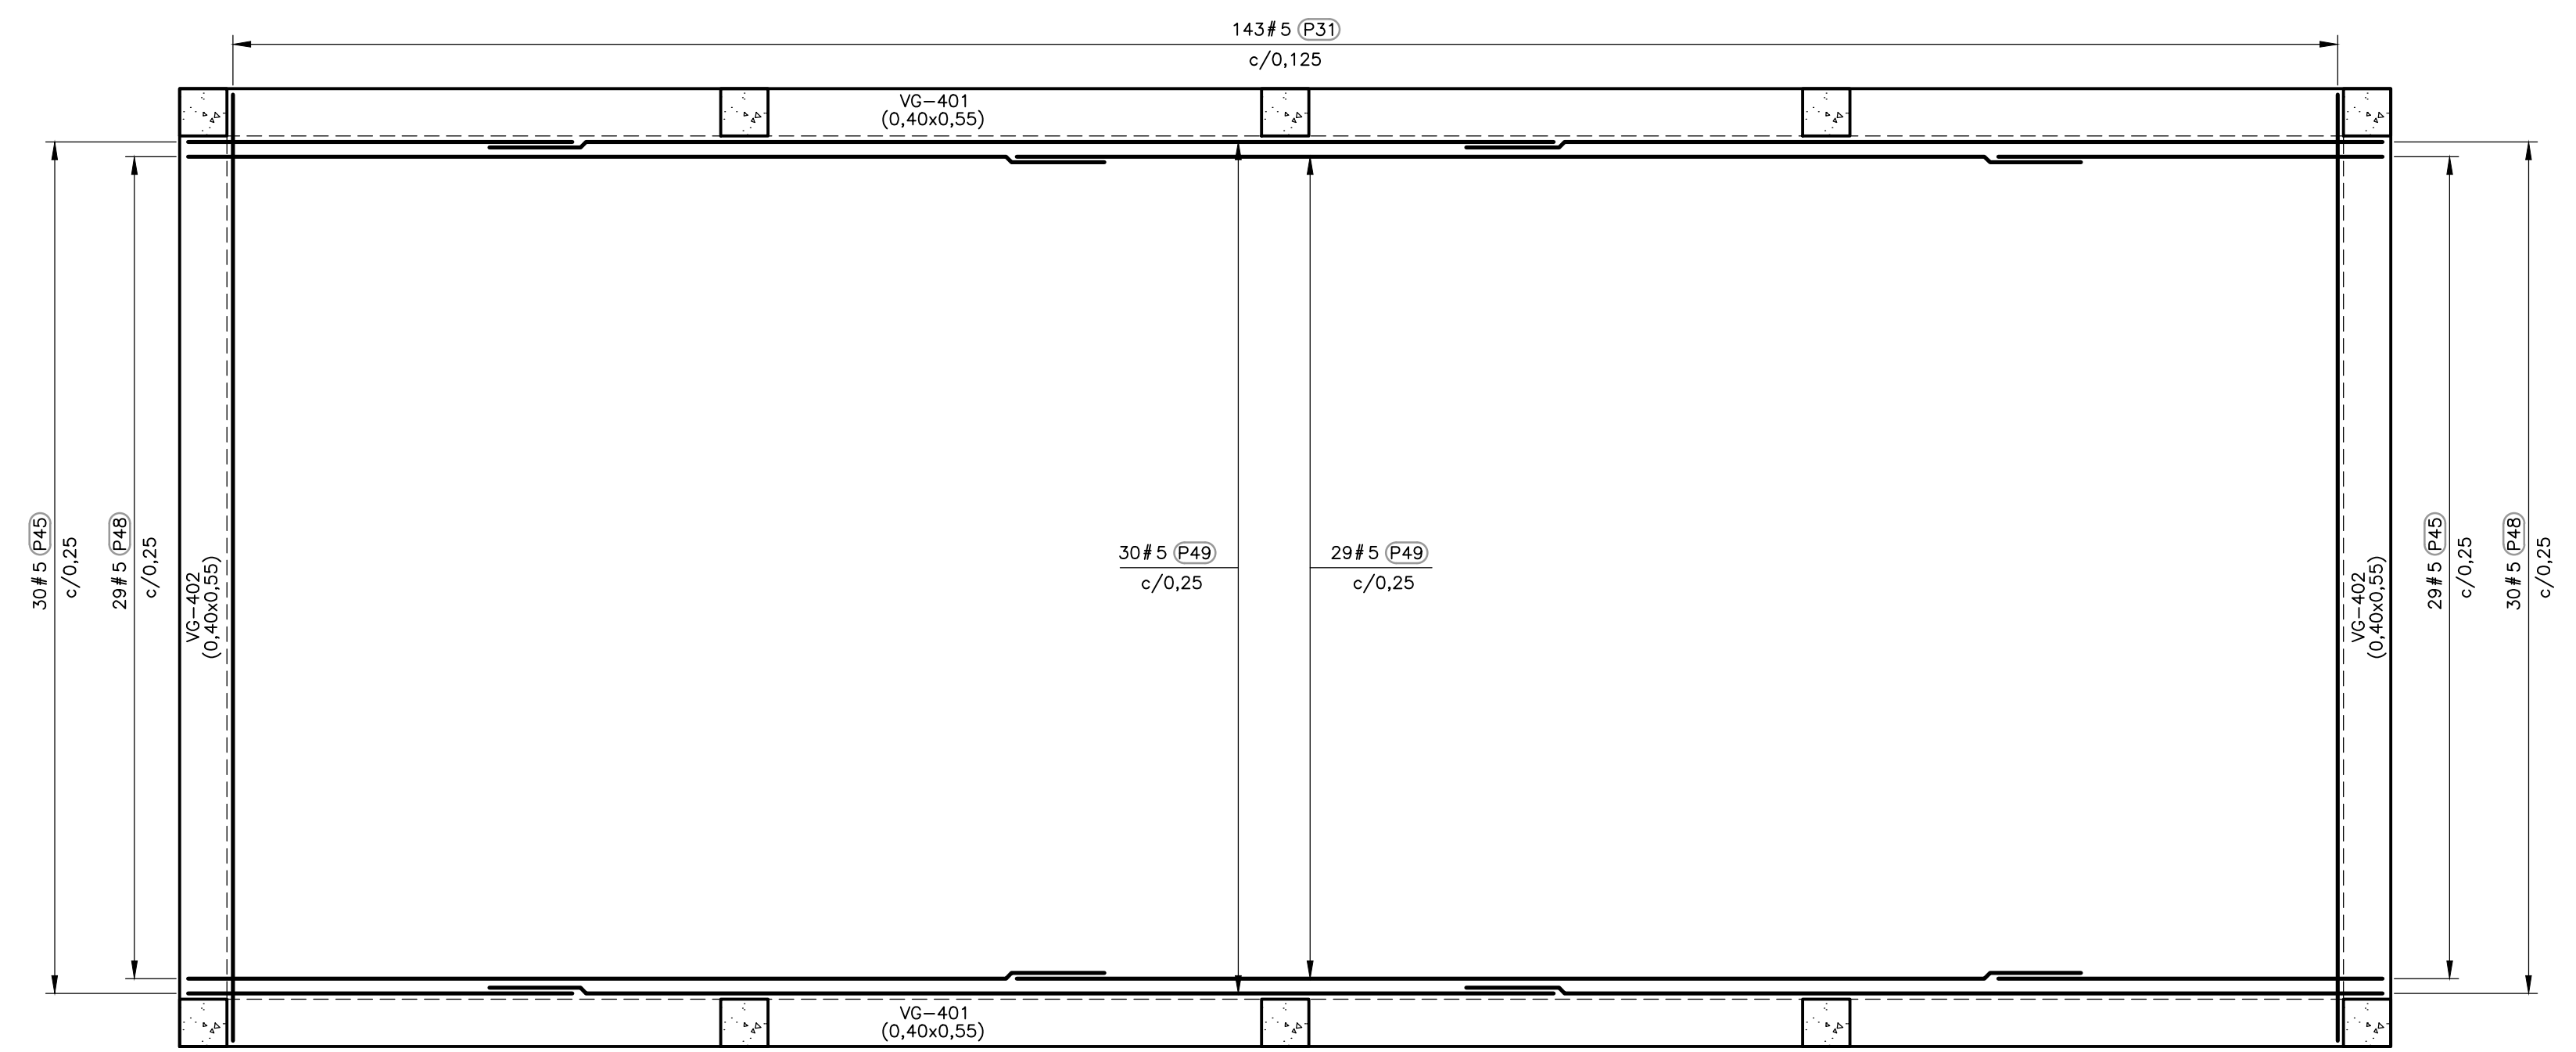 143#5 P31
c/0,125
VG-401
(0,40x0,55)
30#5 P45
c/0,25
29#5 P48
c/0,25
VG-402
(0,40x0,55)
30#5 P49
c/0,25
29#5 P49
c/0,25
VG-402
(0,40x0,55)
29#5 P45
c/0,25
30#5 P48
c/0,25
VG-401
(0,40x0,55)